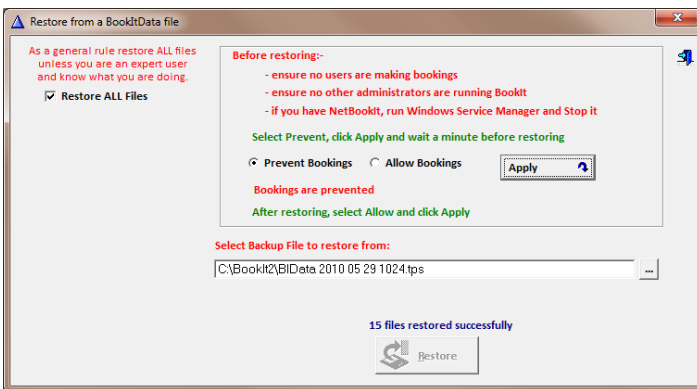 Restore from a BookItData file
As a general rule restore ALL files
unless you are an expert user
and know what you are doing.
Restore ALL Files
Before restoring:-
- ensure no users are making bookings
- ensure no other administrators are running BookIt
- if you have NetBookIt, run Windows Service Manager and Stop it
Select Prevent, click Apply and wait a minute before restoring
Prevent Bookings
Allow Bookings
Apply
Bookings are prevented
After restoring, select Allow and click Apply
Select Backup File to restore from:
C:\BookIt2\BIData 2010 05 29 1024.tps
...
15 files restored successfully
Restore